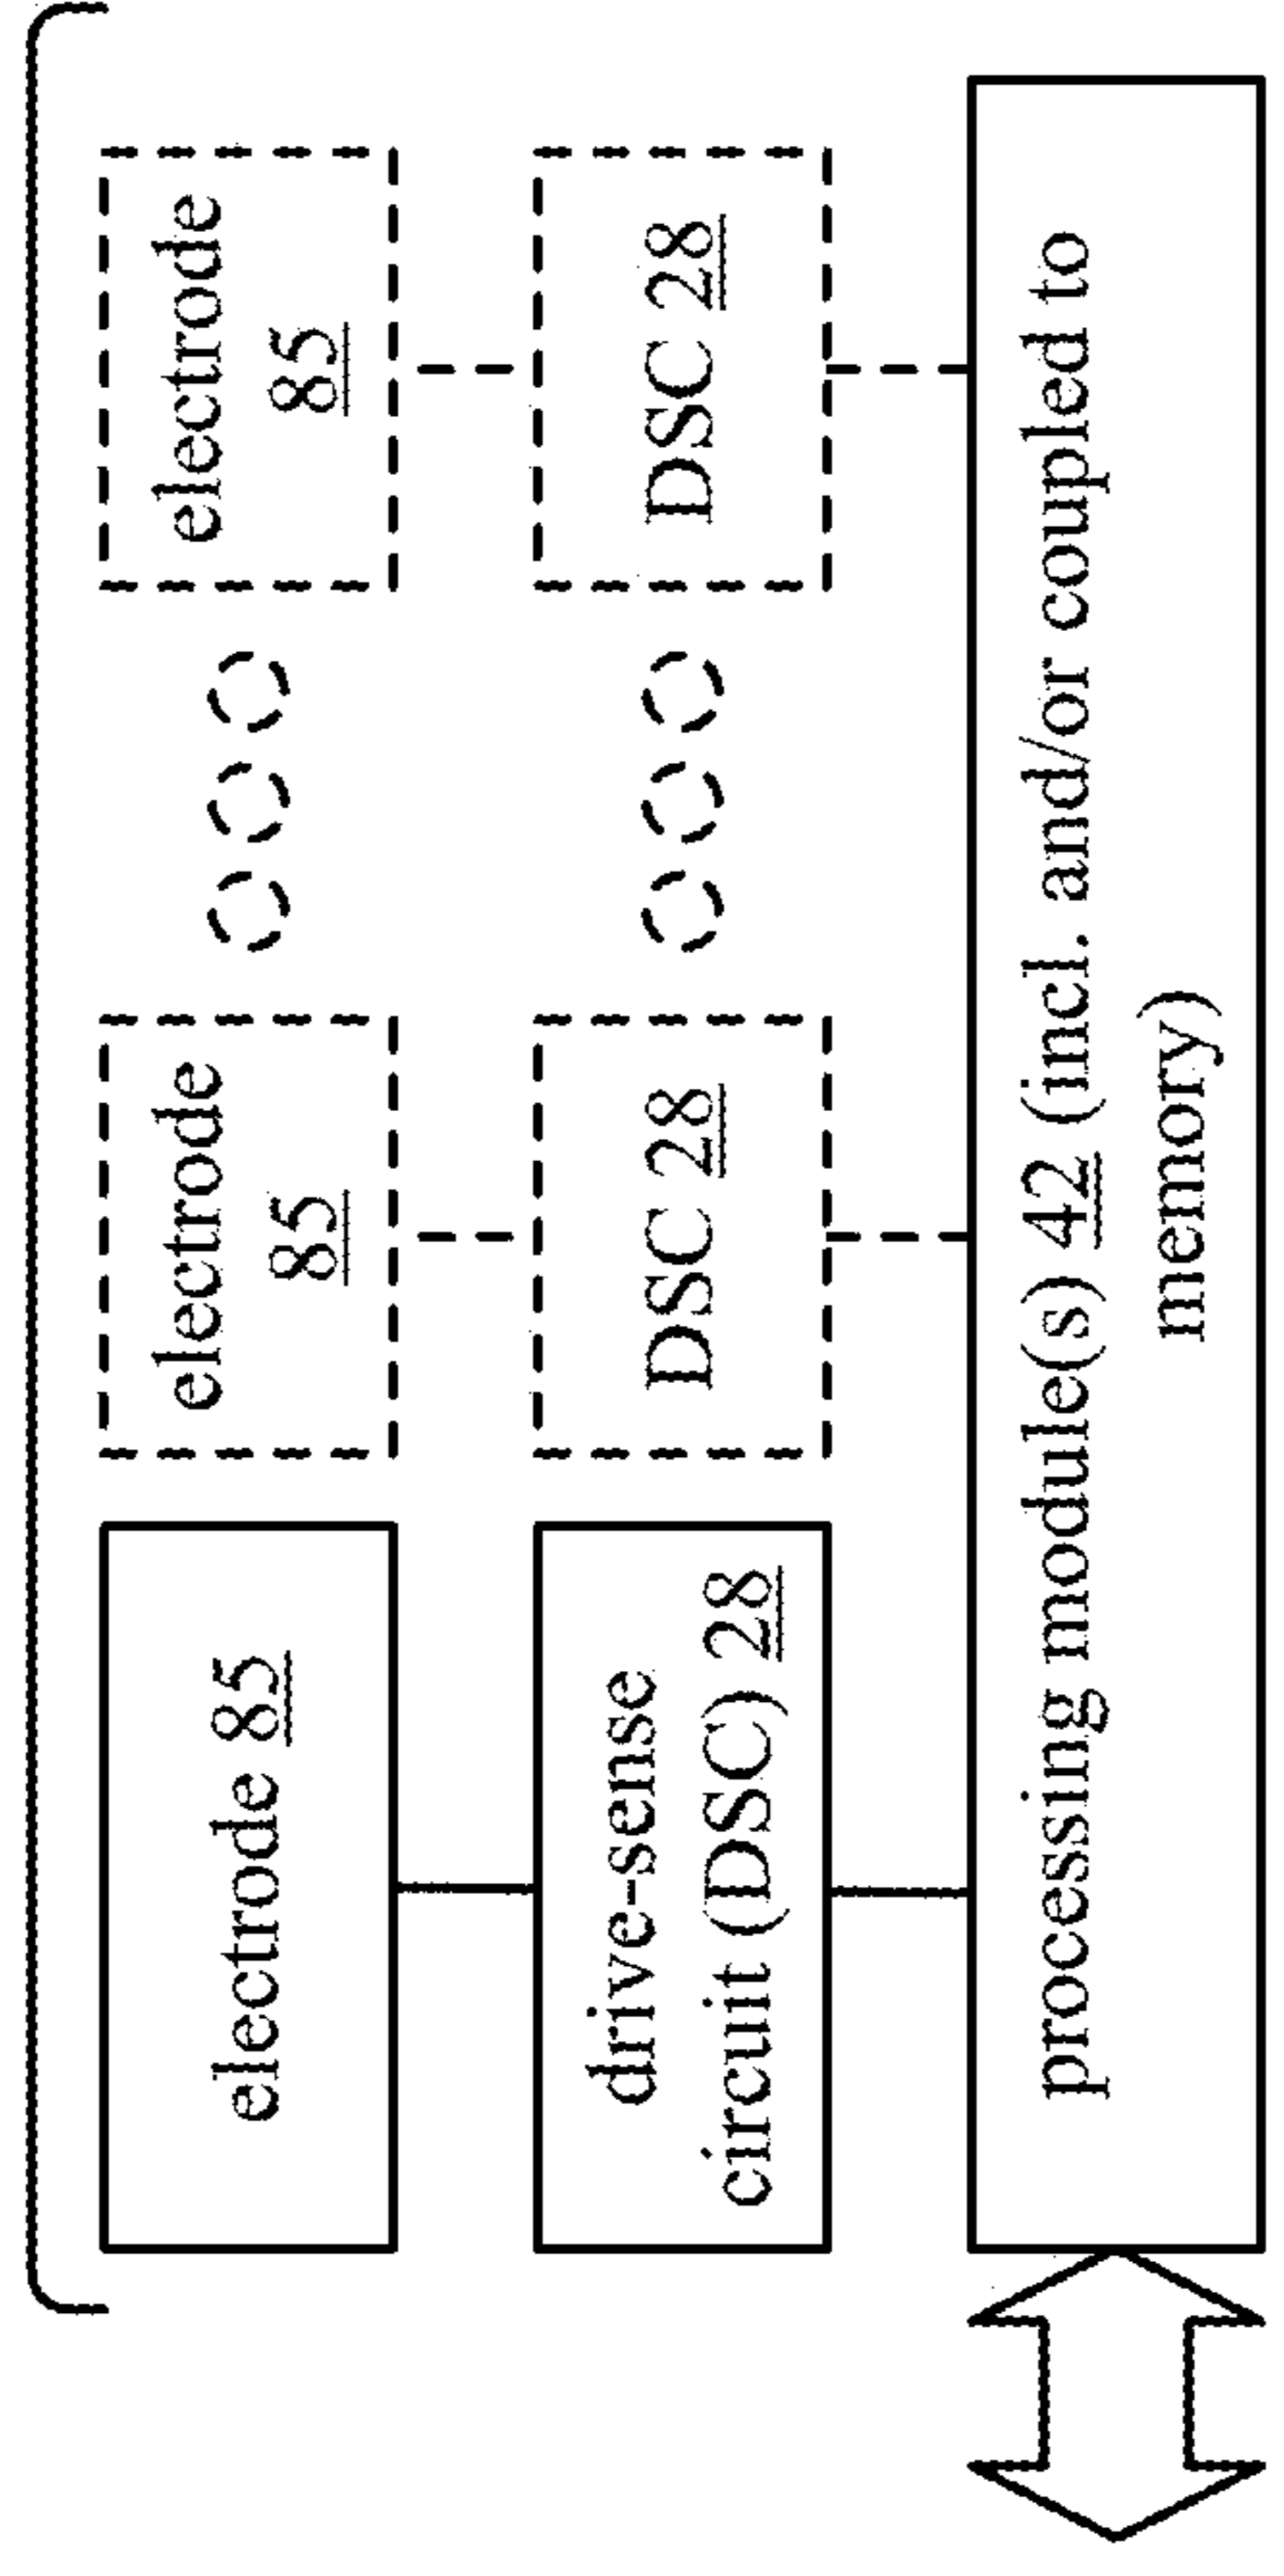 electrode 85
electrode
85
electrode
85
drive-sense
circuit (DSC) 28
DSC 28
DSC 28
processing module(s) 42 (incl. and/or coupled to
memory)